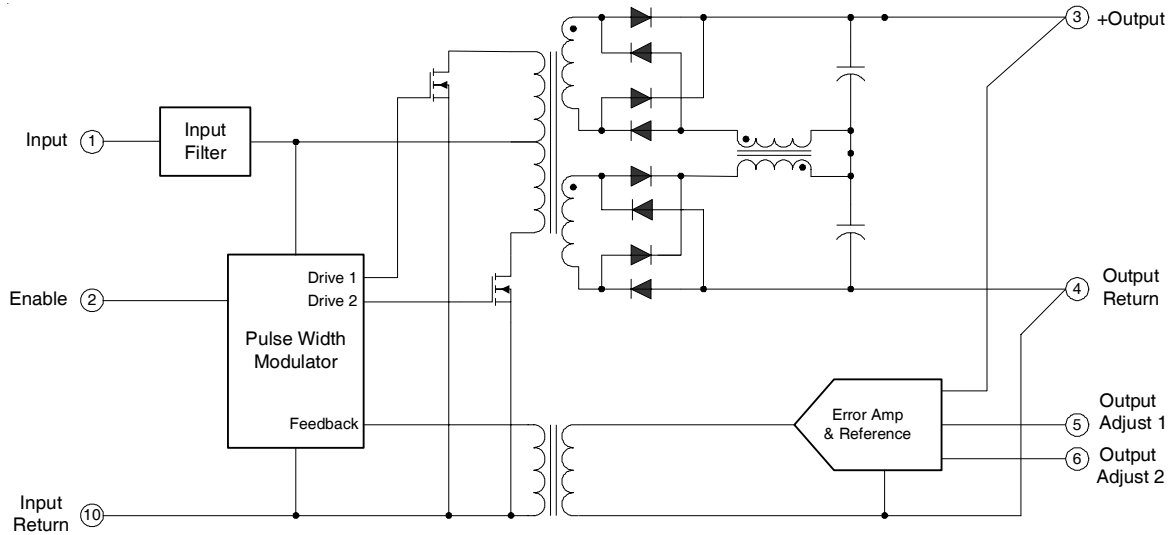 3 +Output
Input 1
Input
Filter
Drive 1
Enable 2
Drive 2
Output
4
Return
Pulse Width
Modulator
Error Amp
& Reference
Feedback
Output
5
Adjust 1
6
Output
Adjust 2
Input
Return
10